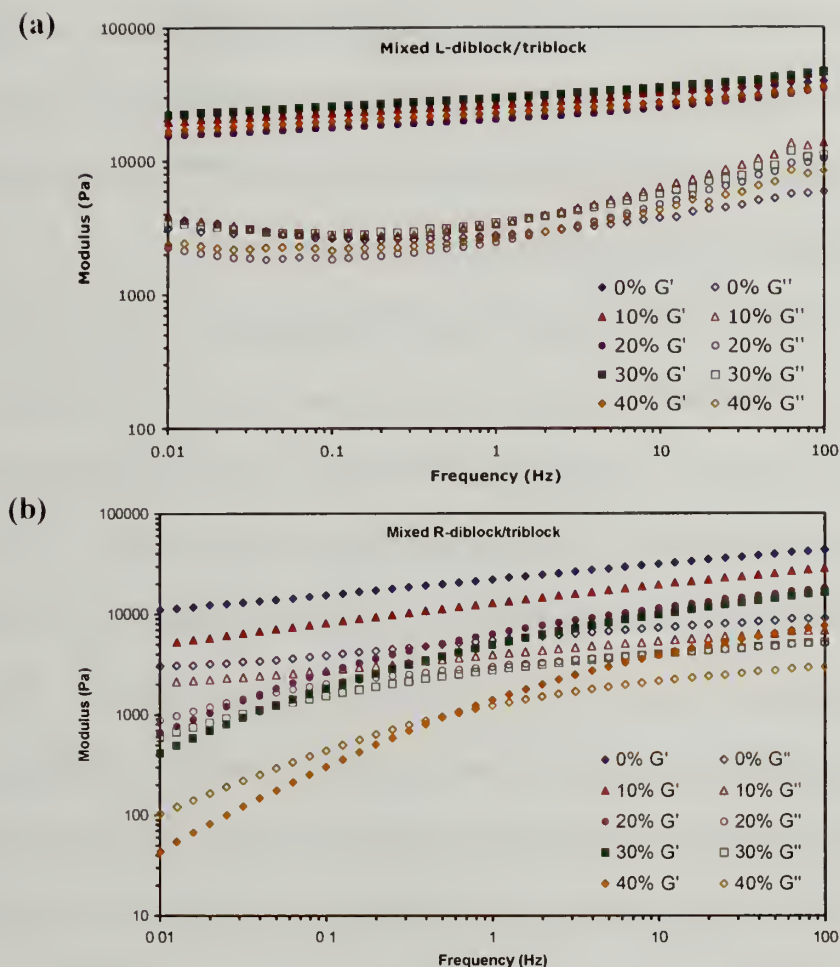 (a)
Mixed L-diblock/triblock
100000
10000
1000
100
Modulus (Pa)
0% G' 0% G''
10% G' 10% G''
20% G' 20% G''
30% G' 30% G''
40% G' 40% G''
0.01 0.1 1 10 100
Frequency (Hz)
(b)
Mixed R-diblock/triblock
100000
10000
1000
100
10
Modulus (Pa)
0% G' 0% G''
10% G' 10% G''
20% G' 20% G''
30% G' 30% G''
40% G' 40% G''
0 01 0 1 1 10 100
Frequency (Hz)